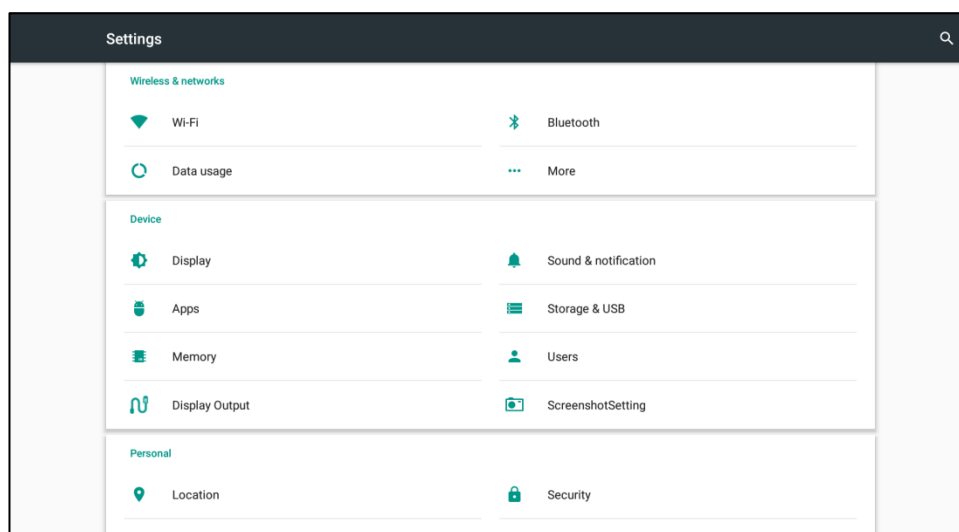 Settings
Wireless & networks
Wi-Fi
Bluetooth
Data usage
More
Device
Display
Sound & notification
Apps
Storage & USB
Memory
Users
Display Output
ScreenshotSetting
Personal
Location
Security